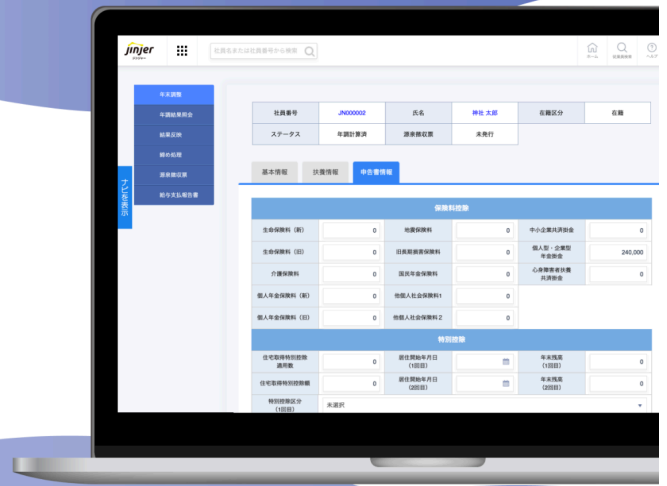 jinjer
社員名または社員番号から検索
ホーム
ヘルプ
年末調整
年調結果照会
結果反映
締め処理
源泉徴収票
給与支払報告書
ナビを表示
社員番号 JN000002 氏名 神社 太郎 在籍区分 在籍
ステータス 年調計算済 源泉徴収票 未発行
基本情報 扶養情報 申告書情報
保険料控除
生命保険料（新） 0 地震保険料 0 中小企業共済掛金 0
生命保険料（旧） 0 旧長期損害保険料 0 個人型・企業型
年金掛金 240,000
介護保険料 0 国民年金保険料 0 心身障害者扶養
共済掛金 0
個人年金保険料（新） 0 他個人社会保険料1 0
個人年金保険料（旧） 0 他個人社会保険料2 0
特別控除
住宅取得特別控除
適用数 0 居住開始年月日
（1回目） 年末残高
（1回目） 0
住宅取得特別控除額 0 居住開始年月日
（2回目） 年末残高
（2回目） 0
特別控除区分
（1回目） 未選択